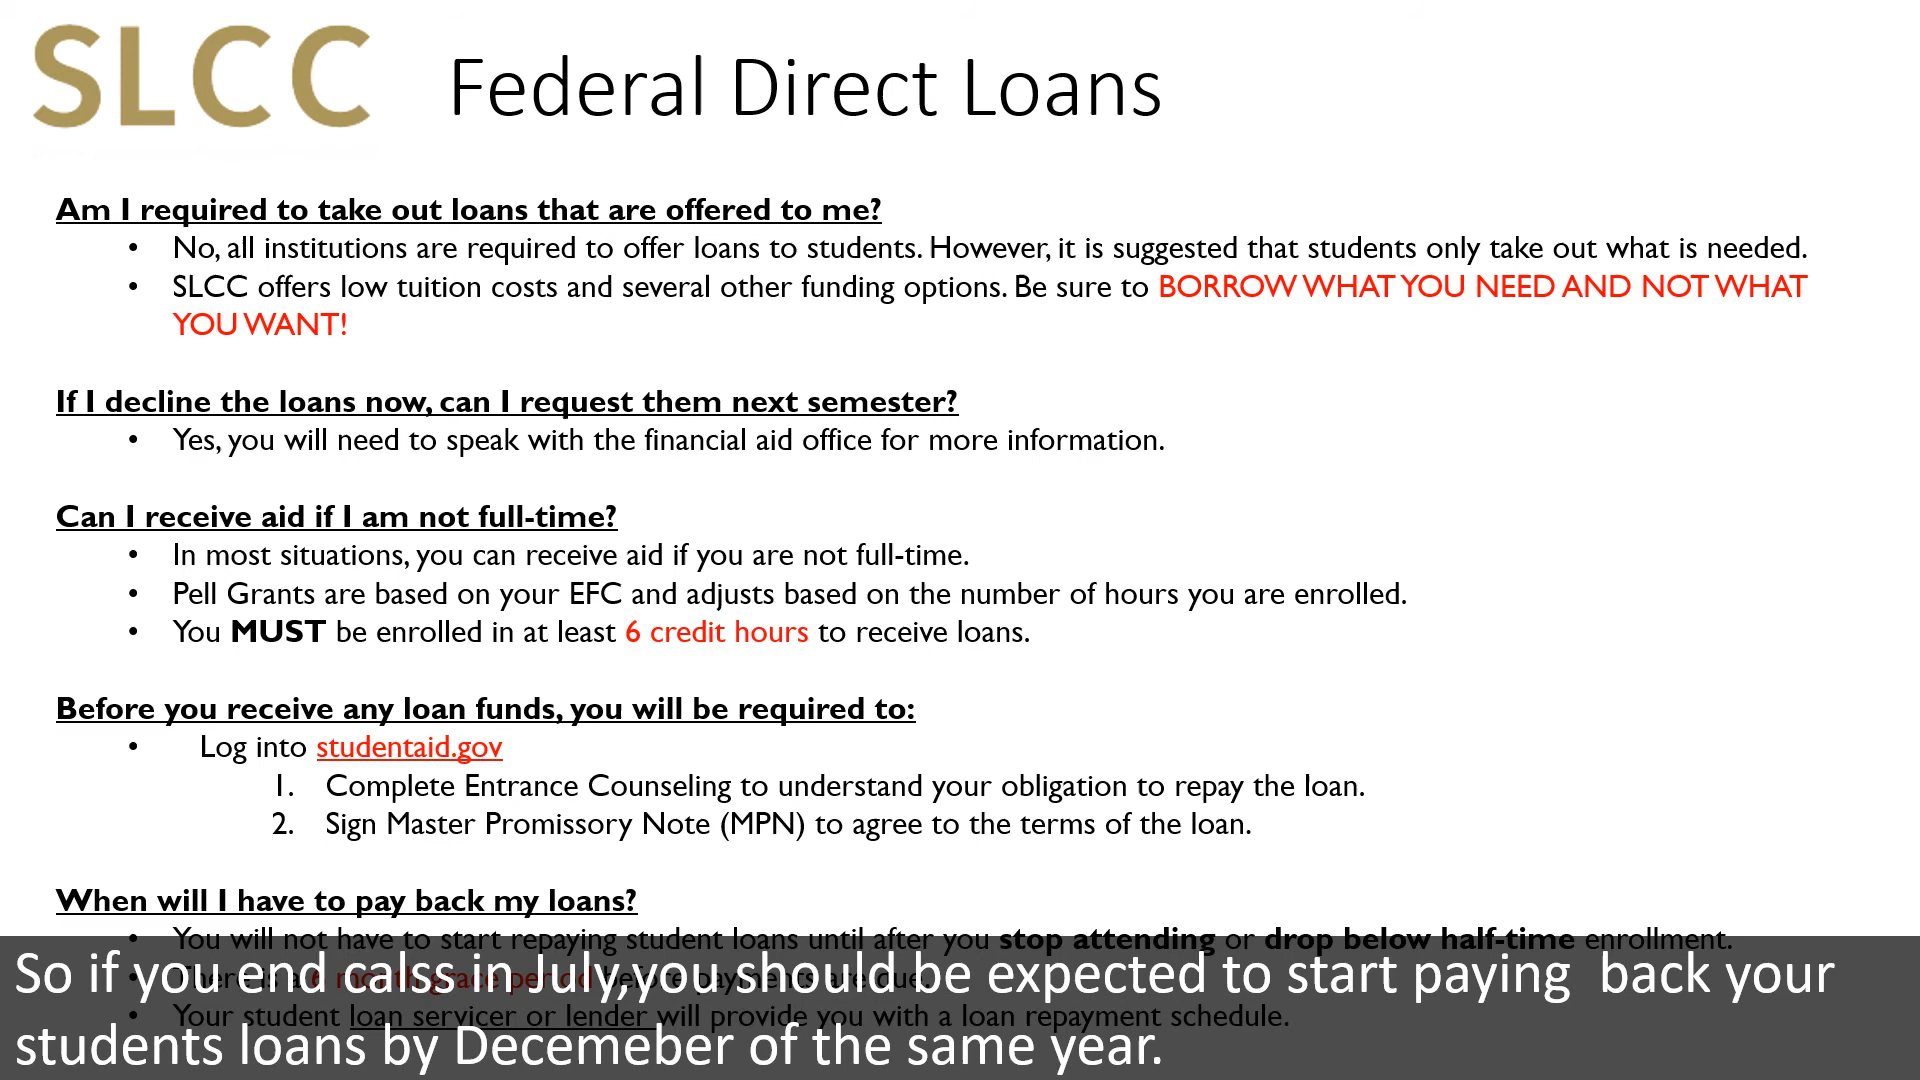 SLCC
Federal Direct Loans
Am I required to take out loans that are offered to me?
• No, all institutions are required to offer loans to students. However, it is suggested that students only take out what is needed.
• SLCC offers low tuition costs and several other funding options. Be sure to BORROW WHAT YOU NEED AND NOT WHAT
YOU WANT!
If I decline the loans now, can I request them next semester?
• Yes, you will need to speak with the financial aid office for more information.
Can I receive aid if I am not full-time?
• In most situations, you can receive aid if you are not full-time.
• Pell Grants are based on your EFC and adjusts based on the number of hours you are enrolled.
• You MUST be enrolled in at least 6 credit hours to receive loans.
Before you receive any loan funds, you will be required to:
• Log into studentaid.gov
1. Complete Entrance Counseling to understand your obligation to repay the loan.
2. Sign Master Promissory Note (MPN) to agree to the terms of the loan.
When will I have to pay back my loans?
• You will not have to start repaying student loans until after you stop attending or drop below half-time enrollment.
• There is a 6 month grace period before payments are due.
• Your student loan servicer or lender will provide you with a loan repayment schedule.
So if you end calss in July, you should be expected to start paying  back your
students loans by Decemeber of the same year.